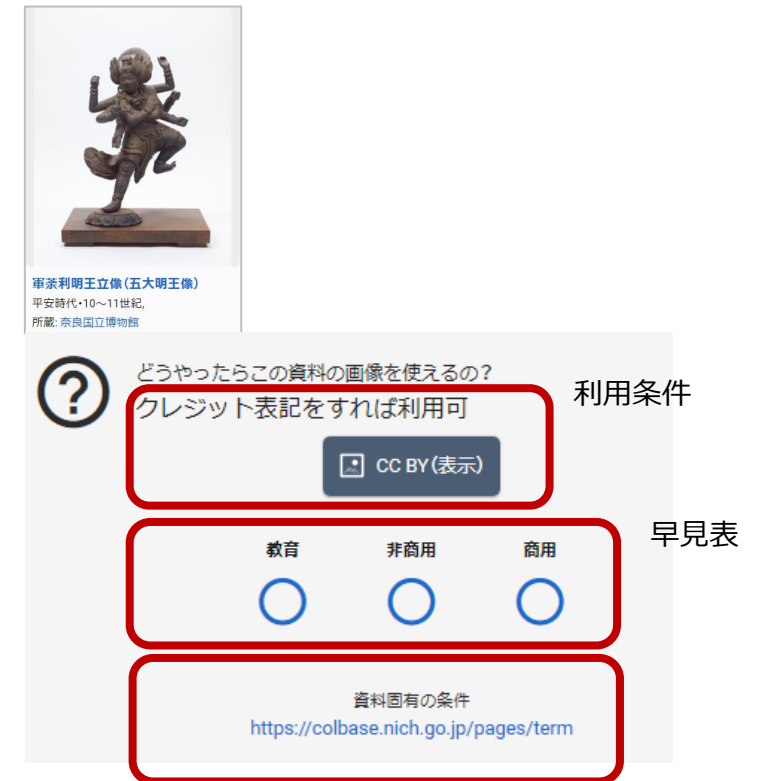 軍荼利明王立像(五大明王像)
平安時代・10~11世紀,
所蔵: 奈良国立博物館
どうやったらこの資料の画像を使えるの?
利用条件
クレジット表記をすれば利用可
CC BY(表示)
早見表
教育 非商用 商用
資料固有の条件
https://colbase.nich.go.jp/pages/term